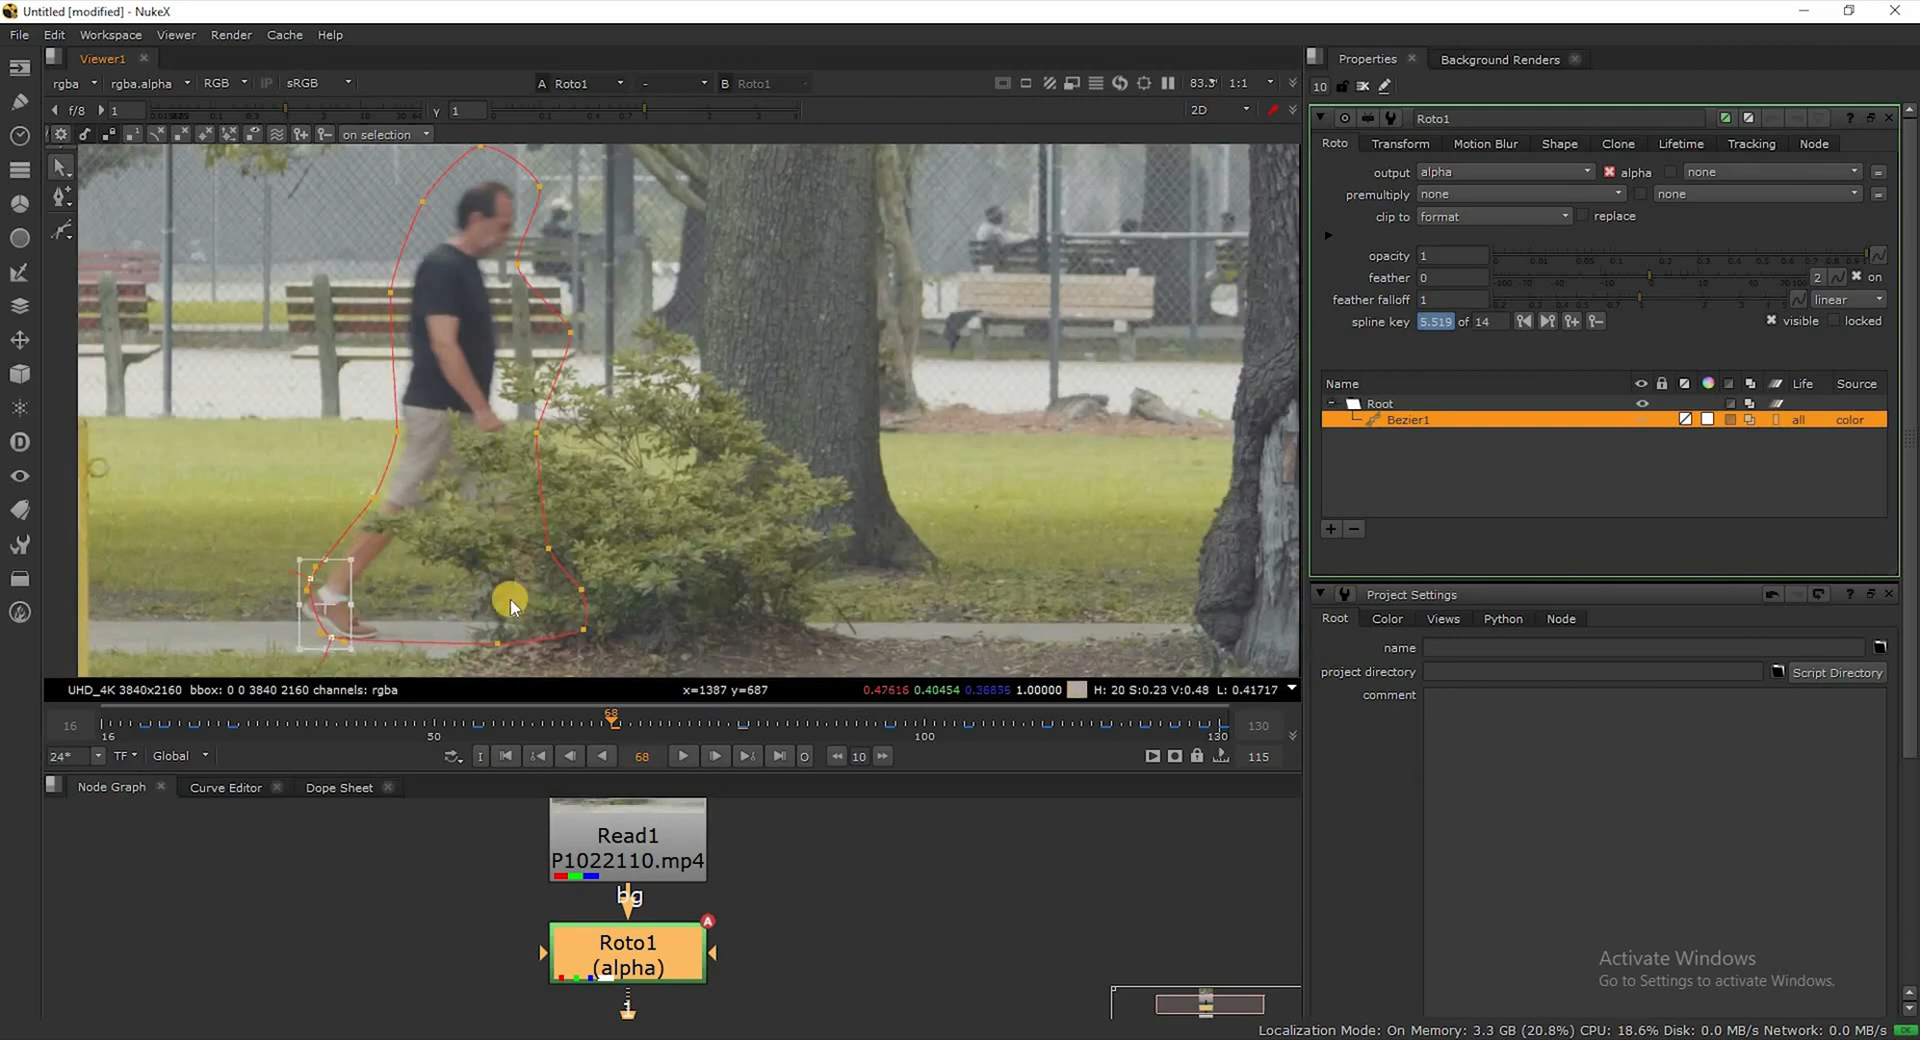 Untitled [modified] - NukeX
File Edit Workspace Viewer Render Cache Help
Viewer1
rgba rgba.alpha RGB IP sRGB A Roto1 - B Roto1 1:1
f/8 1 y 1 2D
on selection
UHD_4K 3840x2160 bbox: 0 0 3840 2160 channels: rgba x=1387 y=687 0.47616 0.40454 1.00000 H: 20 S:0.23 V:0.48 L: 0.41717
16 68 130
16 50 100 130
24* TF Global I 68 O 10 115
Node Graph Curve Editor Dope Sheet
Read1
P1022110.mp4
bg
Roto1
(alpha)
A
1
Properties Background Renders
10
Roto1
Roto Transform Motion Blur Shape Clone Lifetime Tracking Node
output alpha alpha none
premultiply none none
clip to format replace
opacity 1
feather 0 2 on
feather falloff 1 linear
spline key 5.519 of 14 visible locked
Name Life Source
Root
Bezier1 all color
Project Settings
Root Color Views Python Node
name
project directory Script Directory
comment
Activate Windows
Go to Settings to activate Windows.
Localization Mode: On Memory: 3.3 GB (20.8%) CPU: 18.6% Disk: 0.0 MB/s Network: 0.0 MB/s